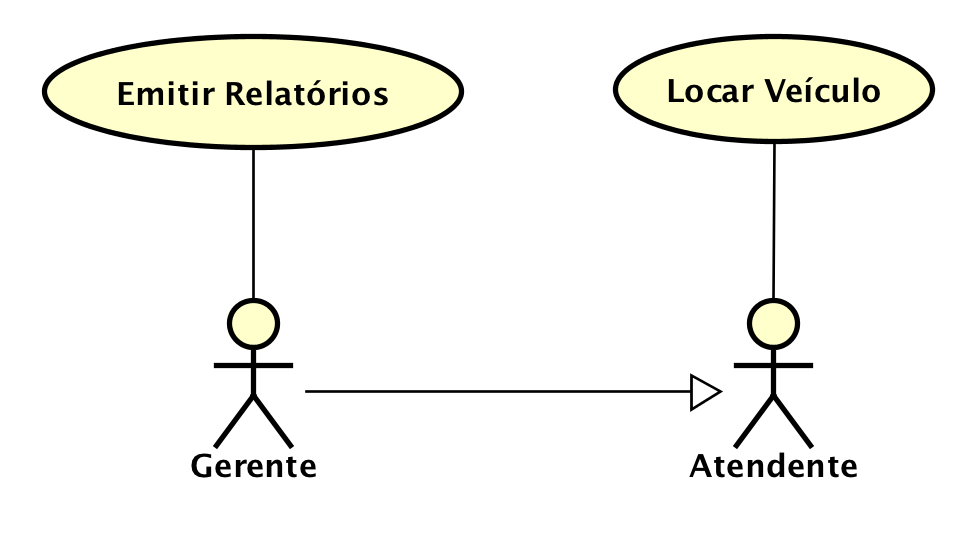 Emitir Relatórios
Locar Veículo
Gerente
Atendente